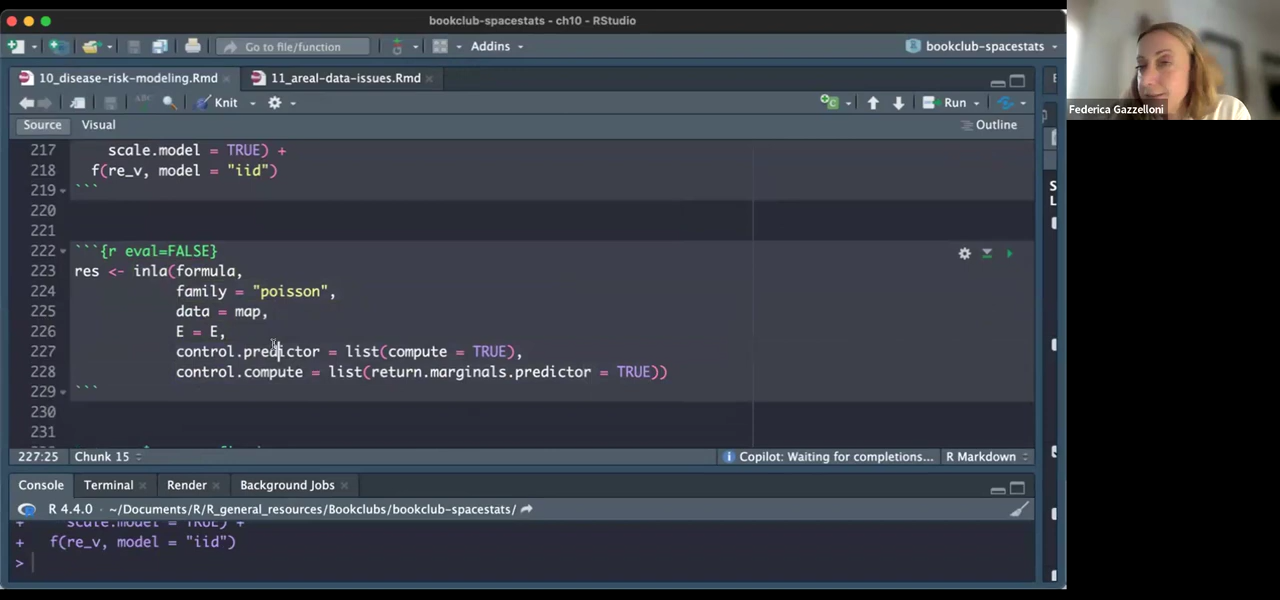 bookclub-spacestats - ch10 - RStudio
Go to file/function
Addins
bookclub-spacestats
10_disease-risk-modeling.Rmd
11_areal-data-issues.Rmd
Knit
Run
Source
Visual
Outline
217 scale.model = TRUE) +
218 f(re_v, model = "iid")
219 ```
220
221
222 ```{r eval=FALSE}
223 res <- inla(formula,
224 family = "poisson",
225 data = map,
226 E = E,
227 control.predictor = list(compute = TRUE),
228 control.compute = list(return.marginals.predictor = TRUE))
229 ```
230
231
227:25
Chunk 15
Copilot: Waiting for completions...
R Markdown
Console
Terminal
Render
Background Jobs
R 4.4.0 · ~/Documents/R/R_general_resources/Bookclubs/bookclub-spacestats/
+ scale.model = TRUE) +
+ f(re_v, model = "iid")
>
Federica Gazzelloni